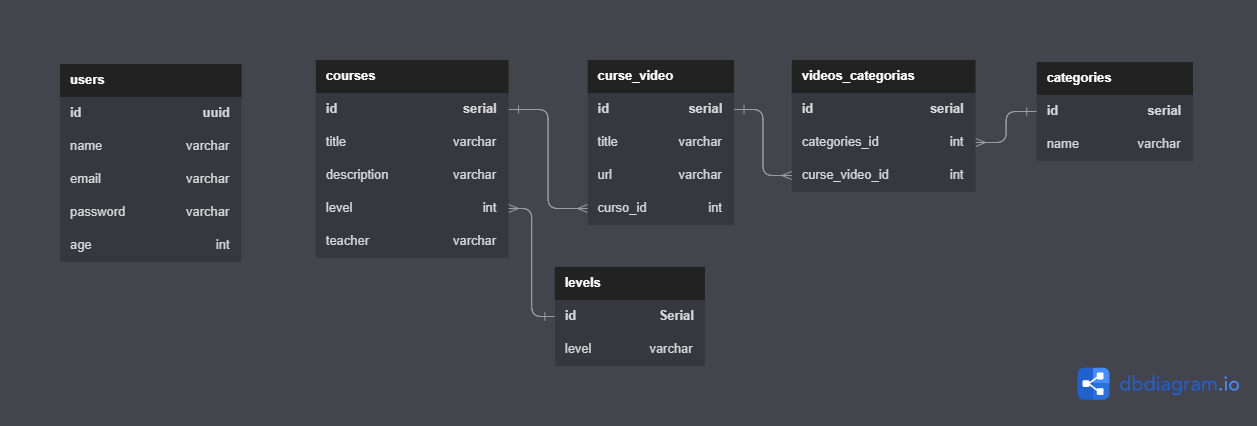 users
id uuid
name varchar
email varchar
password varchar
age int
courses
id serial
title varchar
description varchar
level int
teacher varchar
curse_video
id serial
title varchar
url varchar
curso_id int
videos_categorias
id serial
categories_id int
curse_video_id int
categories
id serial
name varchar
levels
id Serial
level varchar
dbdiagram.io